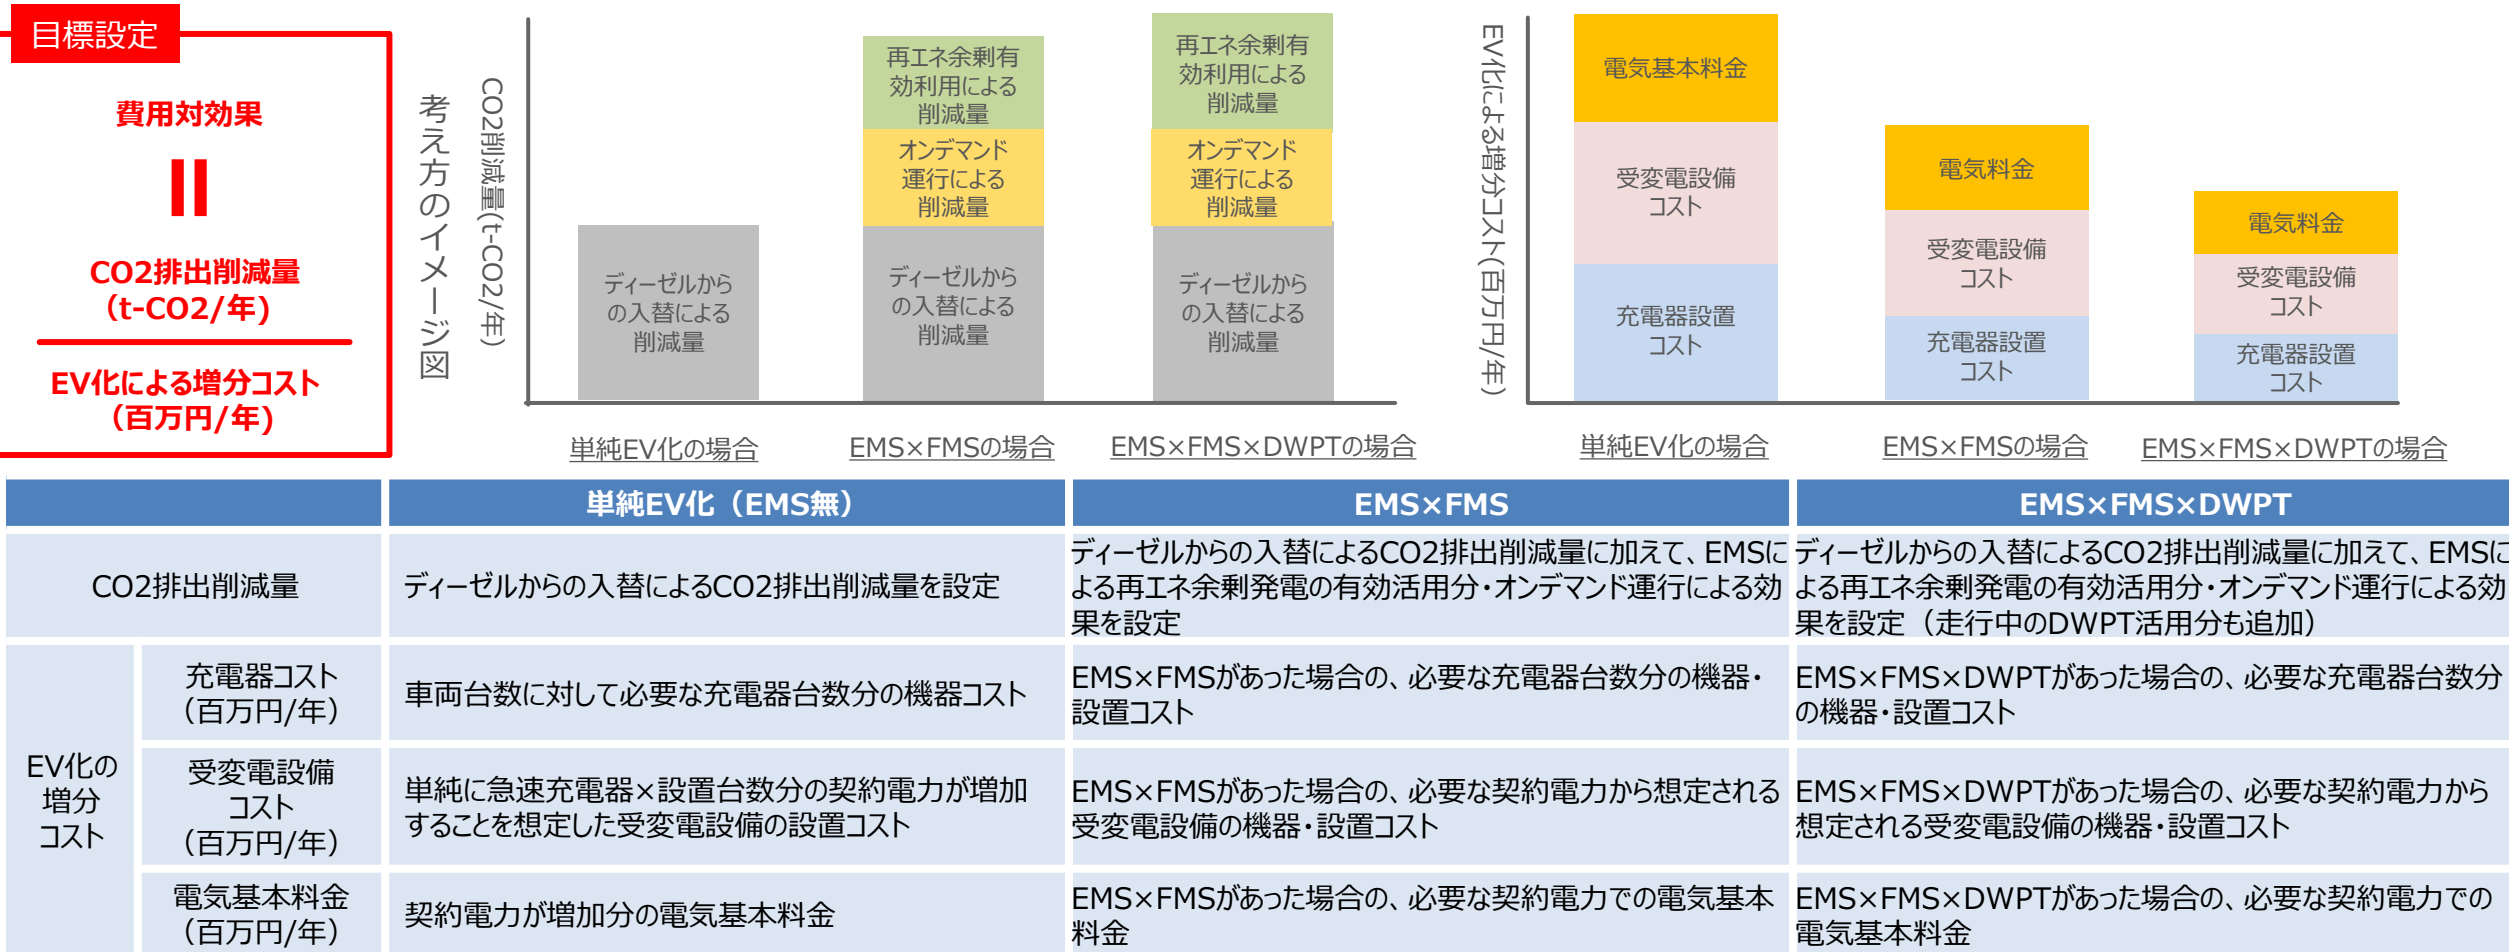 目標設定
費用対効果
=
CO2排出削減量
(t-CO2/年)
EV化による増分コスト
(百万円/年)
考え方のイメージ図
CO2削減量(t-CO2/年)
ディーゼルから
の入替による
削減量
再エネ余剰有
効利用による
削減量
オンデマンド
運行による
削減量
ディーゼルから
の入替による
削減量
再エネ余剰有
効利用による
削減量
オンデマンド
運行による
削減量
ディーゼルから
の入替による
削減量
単純EV化の場合
EMS×FMSの場合
EMS×FMS×DWPTの場合
EV化による増分コスト(百万円/年)
電気基本料金
受変電設備
コスト
充電器設置
コスト
電気料金
受変電設備
コスト
充電器設置
コスト
電気料金
受変電設備
コスト
充電器設置
コスト
単純EV化の場合
EMS×FMSの場合
EMS×FMS×DWPTの場合
単純EV化（EMS無）
EMS×FMS
EMS×FMS×DWPT
CO2排出削減量
ディーゼルからの入替によるCO2排出削減量を設定
ディーゼルからの入替によるCO2排出削減量に加えて、EMSに
よる再エネ余剰発電の有効活用分・オンデマンド運行による効
果を設定
ディーゼルからの入替によるCO2排出削減量に加えて、EMSに
よる再エネ余剰発電の有効活用分・オンデマンド運行による効
果を設定（走行中のDWPT活用分も追加）
EV化の
増分
コスト
充電器コスト
（百万円/年）
車両台数に対して必要な充電器台数分の機器コスト
EMS×FMSがあった場合の、必要な充電器台数分の機器・
設置コスト
EMS×FMS×DWPTがあった場合の、必要な充電器台数分
の機器・設置コスト
受変電設備
コスト
（百万円/年）
単純に急速充電器×設置台数分の契約電力が増加
することを想定した受変電設備の設置コスト
EMS×FMSがあった場合の、必要な契約電力から想定される
受変電設備の機器・設置コスト
EMS×FMS×DWPTがあった場合の、必要な契約電力から
想定される受変電設備の機器・設置コスト
電気基本料金
（百万円/年）
契約電力が増加分の電気基本料金
EMS×FMSがあった場合の、必要な契約電力での電気基本
料金
EMS×FMS×DWPTがあった場合の、必要な契約電力での
電気基本料金